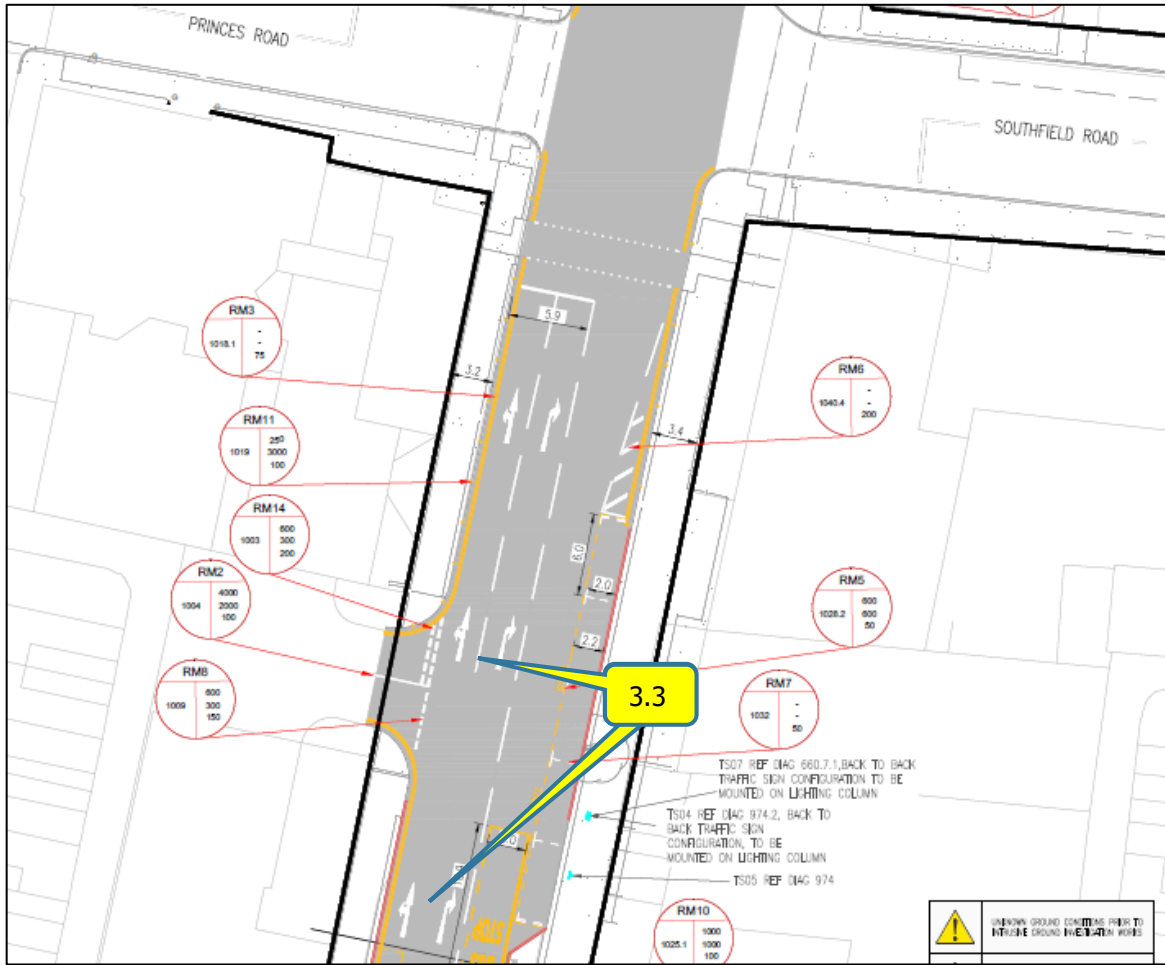 PRINCES ROAD
SOUTHFIELD ROAD
RM3
1018.1
-
-
75
5.9
3.2
RM6
1040.4
-
-
200
RM11
1019
25⁰
3000
100
3.4
RM14
1003
600
300
200
6.0
2.0
RM2
1004
4000
2000
100
RM5
1028.2
600
600
50
2.2
RM8
1009
600
300
150
3.3
RM7
1032
-
-
50
TS07 REF DIAG 660.7.1,BACK TO BACK
TRAFFIC SIGN CONFIGURATION TO BE
MOUNTED ON LIGHTING COLUMN
TS04 REF DIAG 974.2, BACK TO
BACK TRAFFIC SIGN
CONFIGURATION, TO BE
MOUNTED ON LIGHTING COLUMN
TS05 REF DIAG 974
RM10
1025.1
1000
1000
100
STOP
UNKNOWN GROUND CONDITIONS PRIOR TO
INTRUSIVE GROUND INVESTIGATION WORKS